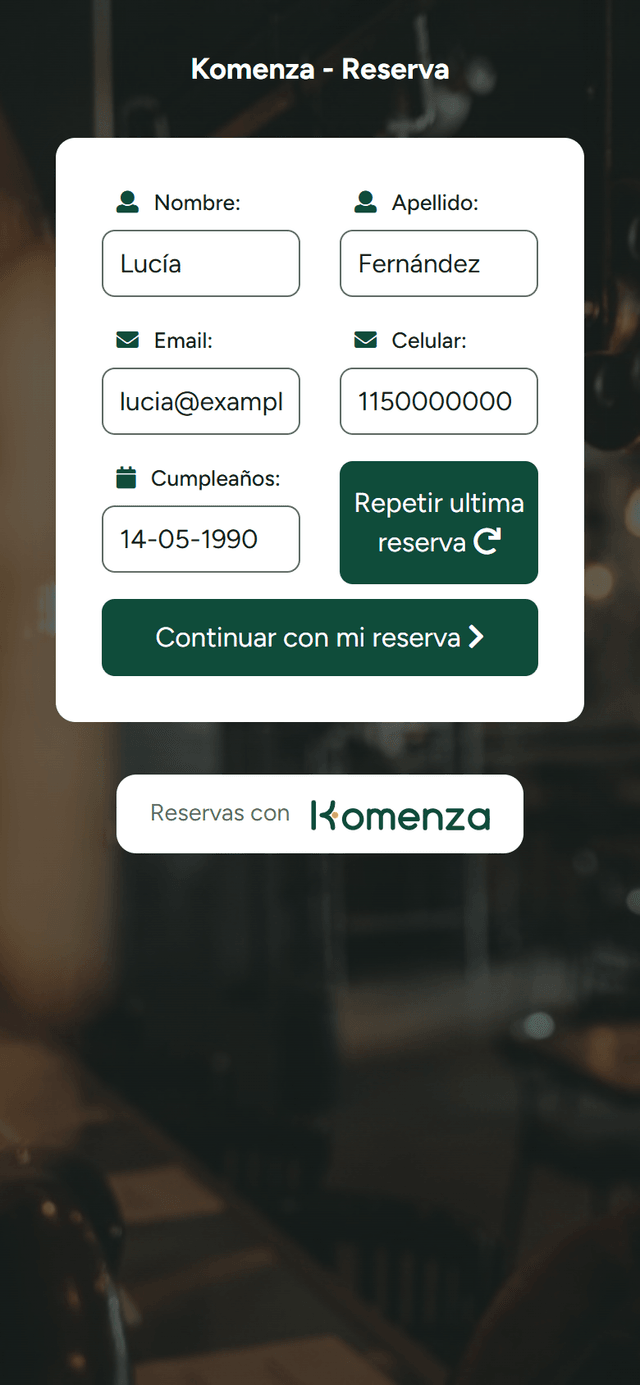 Komenza - Reserva
Nombre:
Apellido:
Lucía
Fernández
Email:
Celular:
lucia@exampl
1150000000
Cumpleaños:
14-05-1990
Repetir ultima
reserva
Continuar con mi reserva
Reservas con Komenza